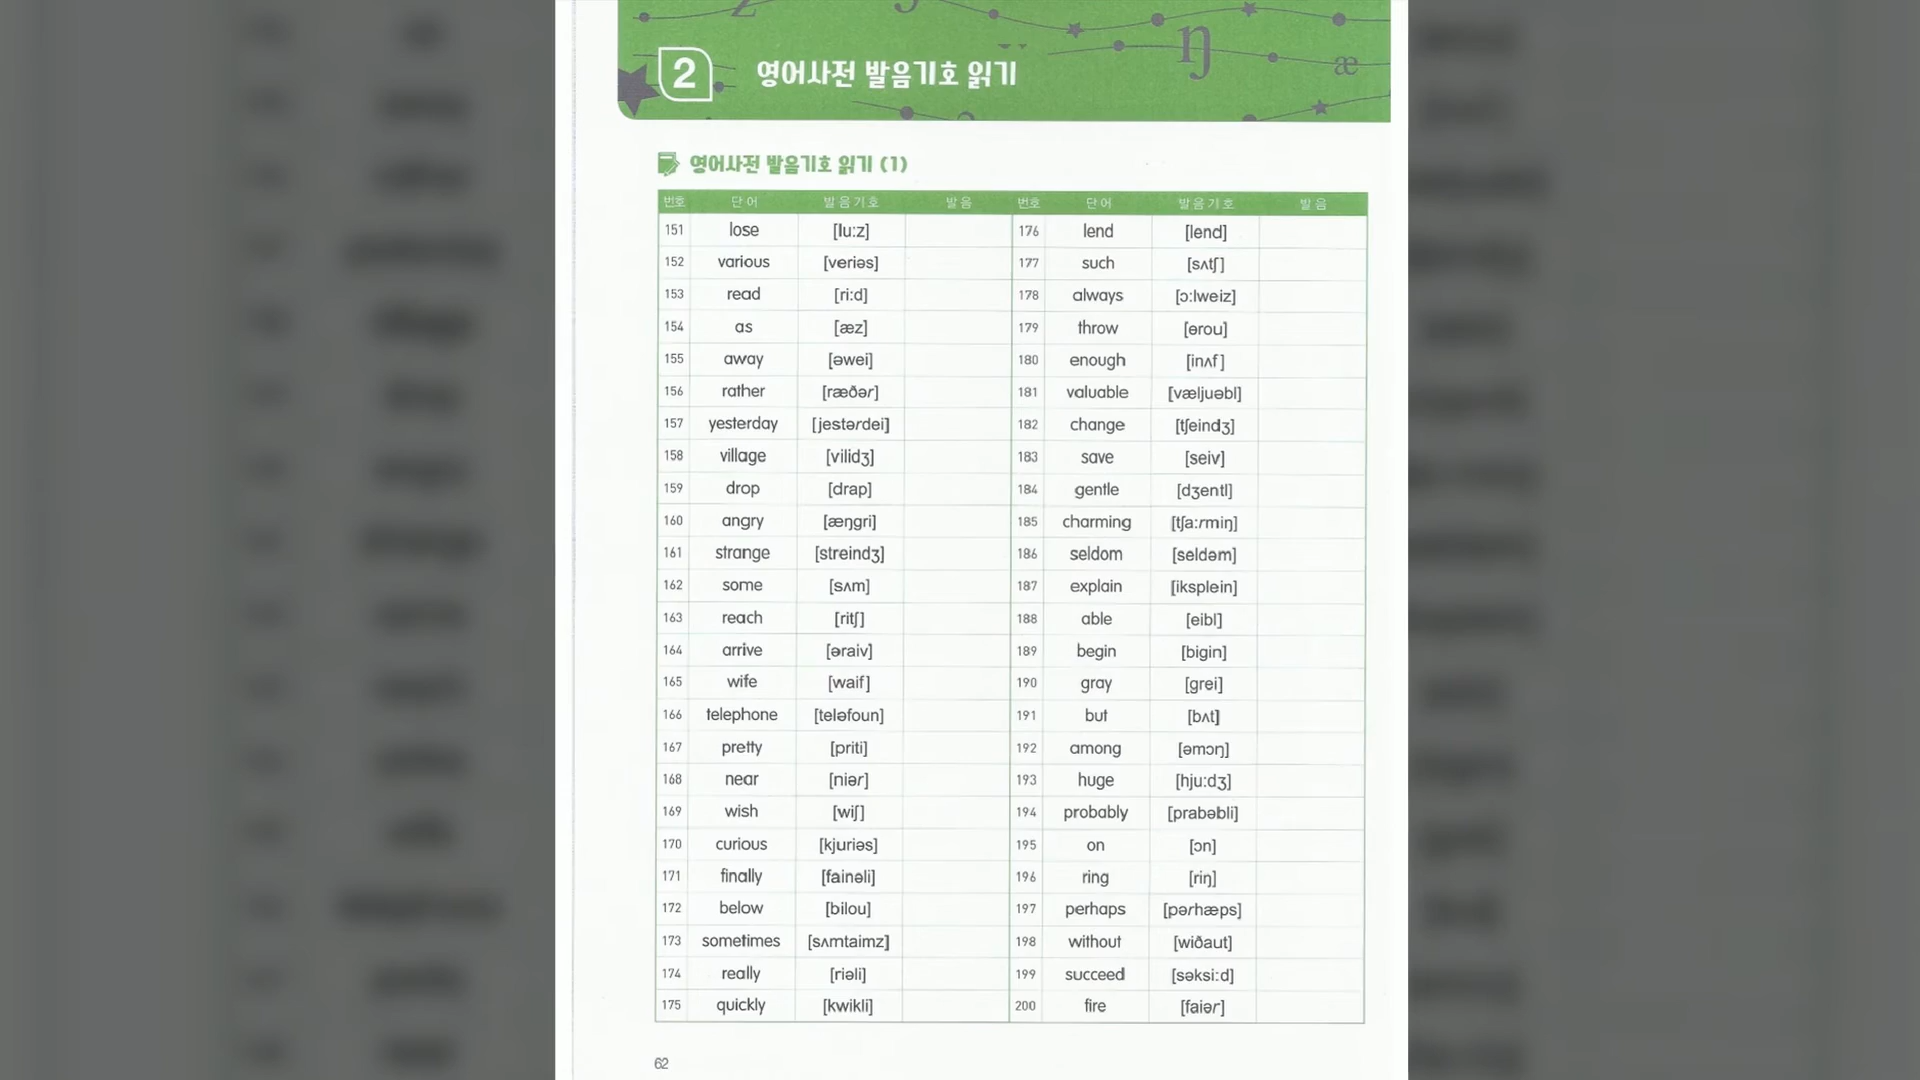 2 영어사전 발음기호 읽기
영어사전 발음기호 읽기 (1)
번호 단어 발음기호 발음 번호 단어 발음기호 발음
151 lose [lu:z] 176 lend [lend]
152 various [veriəs] 177 such [sʌtʃ]
153 read [ri:d] 178 always [ɔ:lweiz]
154 as [æz] 179 throw [ɵrou]
155 away [əwei] 180 enough [inʌf]
156 rather [ræðər] 181 valuable [væljuəbl]
157 yesterday [jestərdei] 182 change [tʃeindʒ]
158 village [vilidʒ] 183 save [seiv]
159 drop [drap] 184 gentle [dʒentl]
160 angry [æŋgri] 185 charming [tʃa:rmiŋ]
161 strange [streindʒ] 186 seldom [seldəm]
162 some [sʌm] 187 explain [iksplein]
163 reach [ritʃ] 188 able [eibl]
164 arrive [əraiv] 189 begin [bigin]
165 wife [waif] 190 gray [grei]
166 telephone [teləfoun] 191 but [bʌt]
167 pretty [priti] 192 among [əmɔŋ]
168 near [niər] 193 huge [hju:dʒ]
169 wish [wiʃ] 194 probably [prabəbli]
170 curious [kjuriəs] 195 on [ɔn]
171 finally [fainəli] 196 ring [riŋ]
172 below [bilou] 197 perhaps [pərhæps]
173 sometimes [sʌmtaimz] 198 without [wiðaut]
174 really [riəli] 199 succeed [səksi:d]
175 quickly [kwikli] 200 fire [faiər]
62